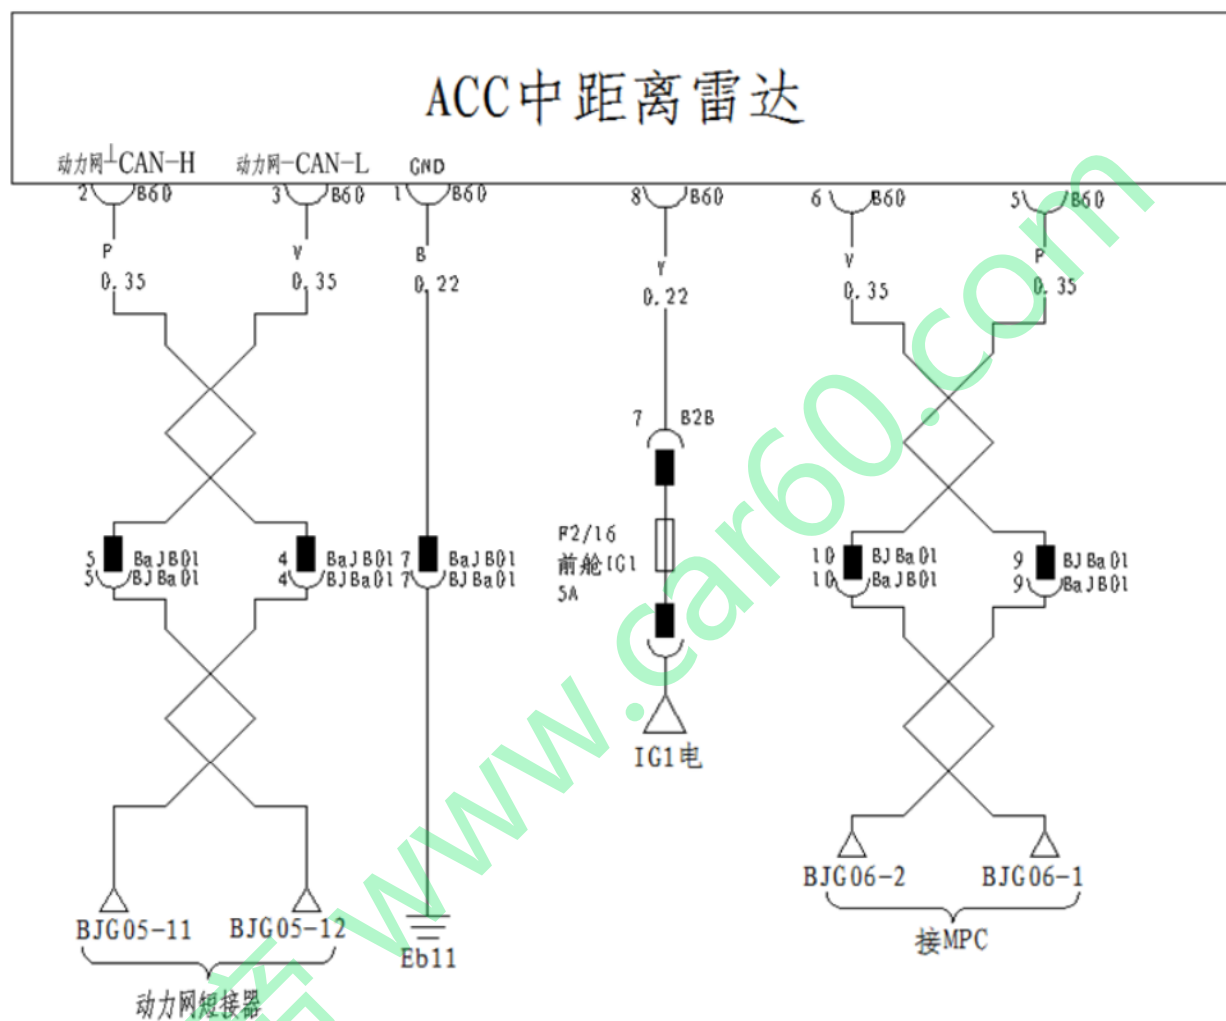 ACC中距离雷达
动力网-CAN-H 动力网-CAN-L GND
2 B60 3 B60 1 B60 8 B60 6 B60 5 B60
P V B Y V P
0.35 0.35 0.22 0.22 0.35 0.35
7 B2B
F2/16
前舱IG1
5A
5 BaJB01 4 BaJB01 7 BaJB01 10 BJBa01 9 BJBa01
5 BJBa01 4 BJBa01 7 BJBa01 10 BaJB01 9 BaJB01
IG1电
BJG06-2 BJG06-1
接MPC
BJG05-11 BJG05-12
Eb11
动力网短接器
www.car60.com